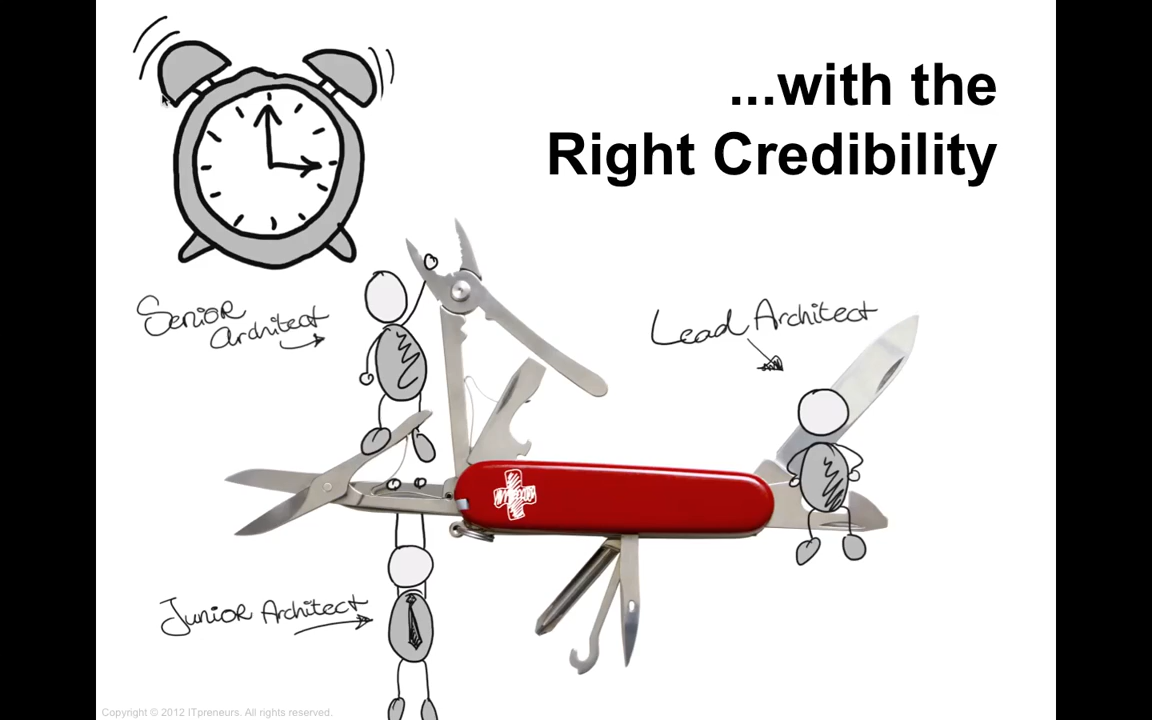 ...with the
Right Credibility
Senior
Architect
Lead Architect
Junior Architect
Copyright © 2012 ITpreneurs. All rights reserved.